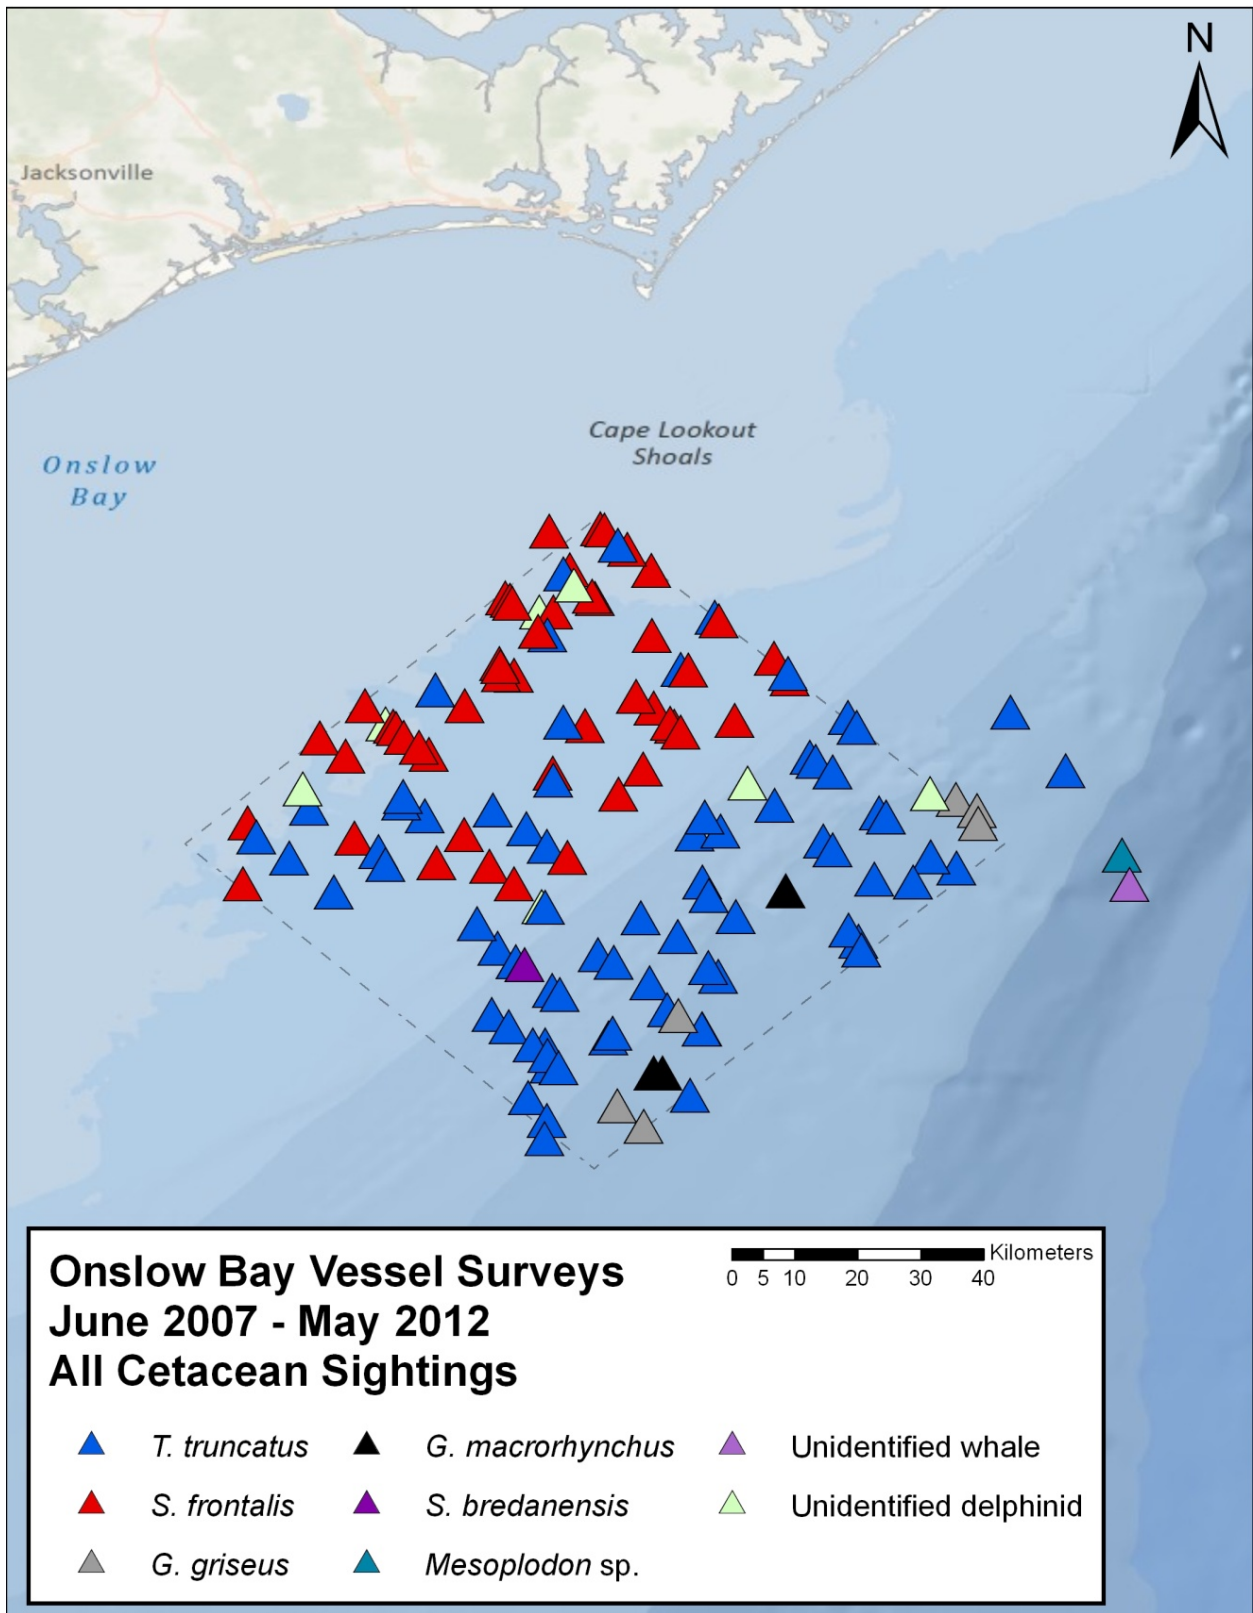 N
Jacksonville
Cape Lookout
Shoals
Onslow
Bay
Onslow Bay Vessel Surveys
June 2007 - May 2012
All Cetacean Sightings
Kilometers
0 5 10 20 30 40
T. truncatus
G. macrorhynchus
Unidentified whale
S. frontalis
S. bredanensis
Unidentified delphinid
G. griseus
Mesoplodon sp.